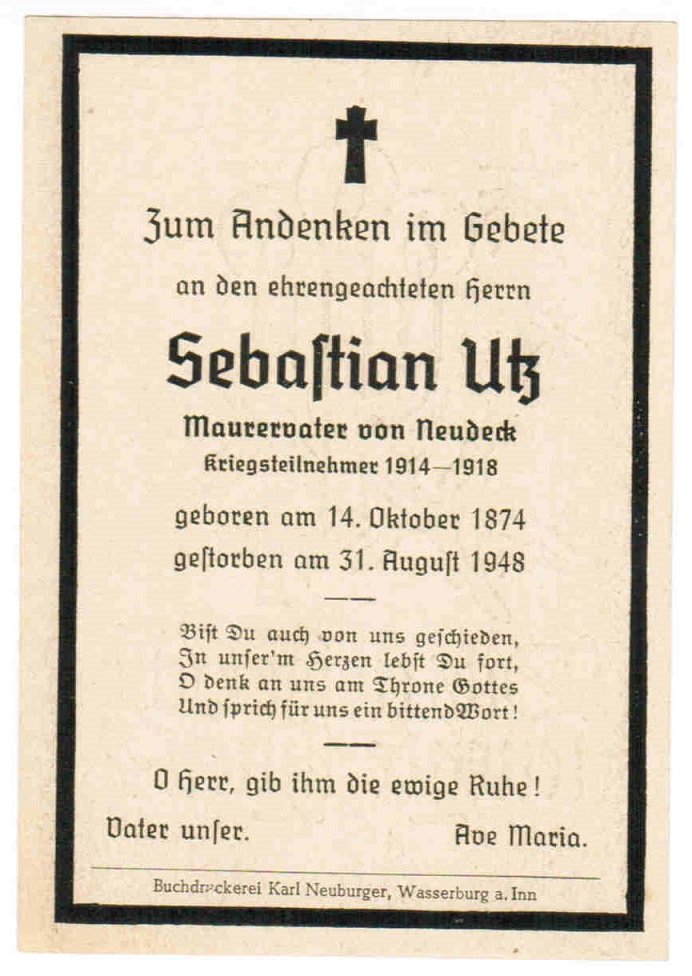 Zum Andenken im Gebete
an den ehrengeachteten Herrn
Sebaſtian Utz
Maurervater von Neudeck
Kriegsteilnehmer 1914—1918
geboren am 14. Oktober 1874
geſtorben am 31. Auguſt 1948
Biſt Du auch von uns geſchieden,
In unſer'm Herzen lebſt Du fort,
O denk an uns am Throne Gottes
Und ſprich für uns ein bittend Wort!
O Herr, gib ihm die ewige Ruhe!
Vater unſer. Ave Maria.
Buchdruckerei Karl Neuburger, Wasserburg a. Inn